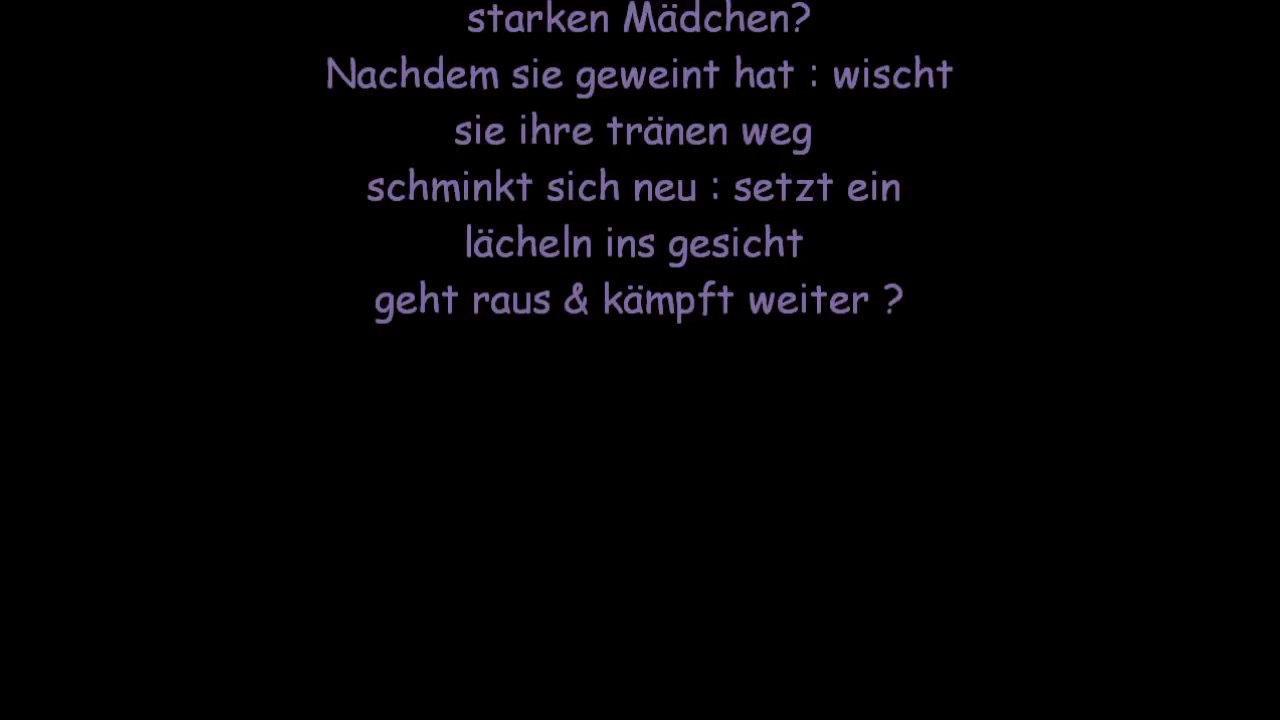 starken Mädchen?
Nachdem sie geweint hat : wischt
sie ihre tränen weg
schminkt sich neu : setzt ein
lächeln ins gesicht
geht raus & kämpft weiter ?